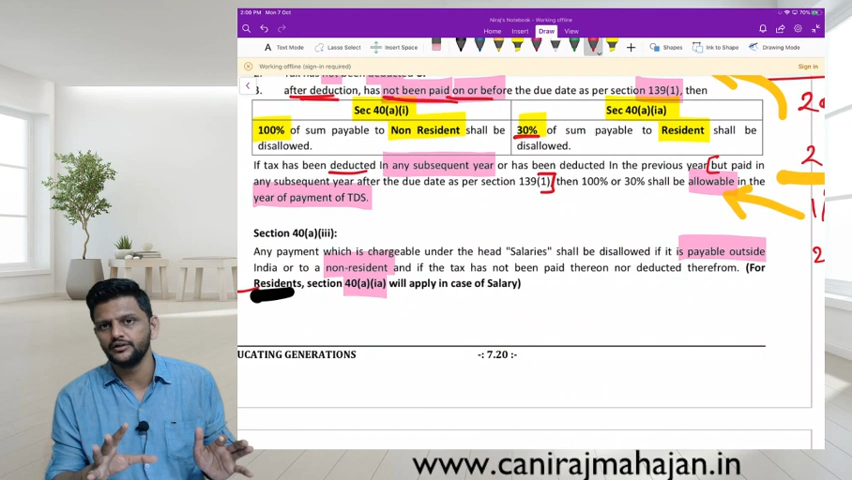 2:08 PM Mon 7 Oct
70%
Niraj's Notebook - Working offline
Home Insert Draw View
Text Mode Lasso Select Insert Space Shapes Ink to Shape Drawing Mode
Working offline (sign-in required) Sign in
3. after deduction, has not been paid on or before the due date as per section 139(1), then
Sec 40(a)(i) Sec 40(a)(ia)
100% of sum payable to Non Resident shall be disallowed.
30% of sum payable to Resident shall be disallowed.
If tax has been deducted In any subsequent year or has been deducted In the previous year but paid in
any subsequent year after the due date as per section 139(1), then 100% or 30% shall be allowable in the
year of payment of TDS.
Section 40(a)(iii):
Any payment which is chargeable under the head "Salaries" shall be disallowed if it is payable outside
India or to a non-resident and if the tax has not been paid thereon nor deducted therefrom. (For
Residents, section 40(a)(ia) will apply in case of Salary)
UCATING GENERATIONS -: 7.20 :-
www.canirajmahajan.in